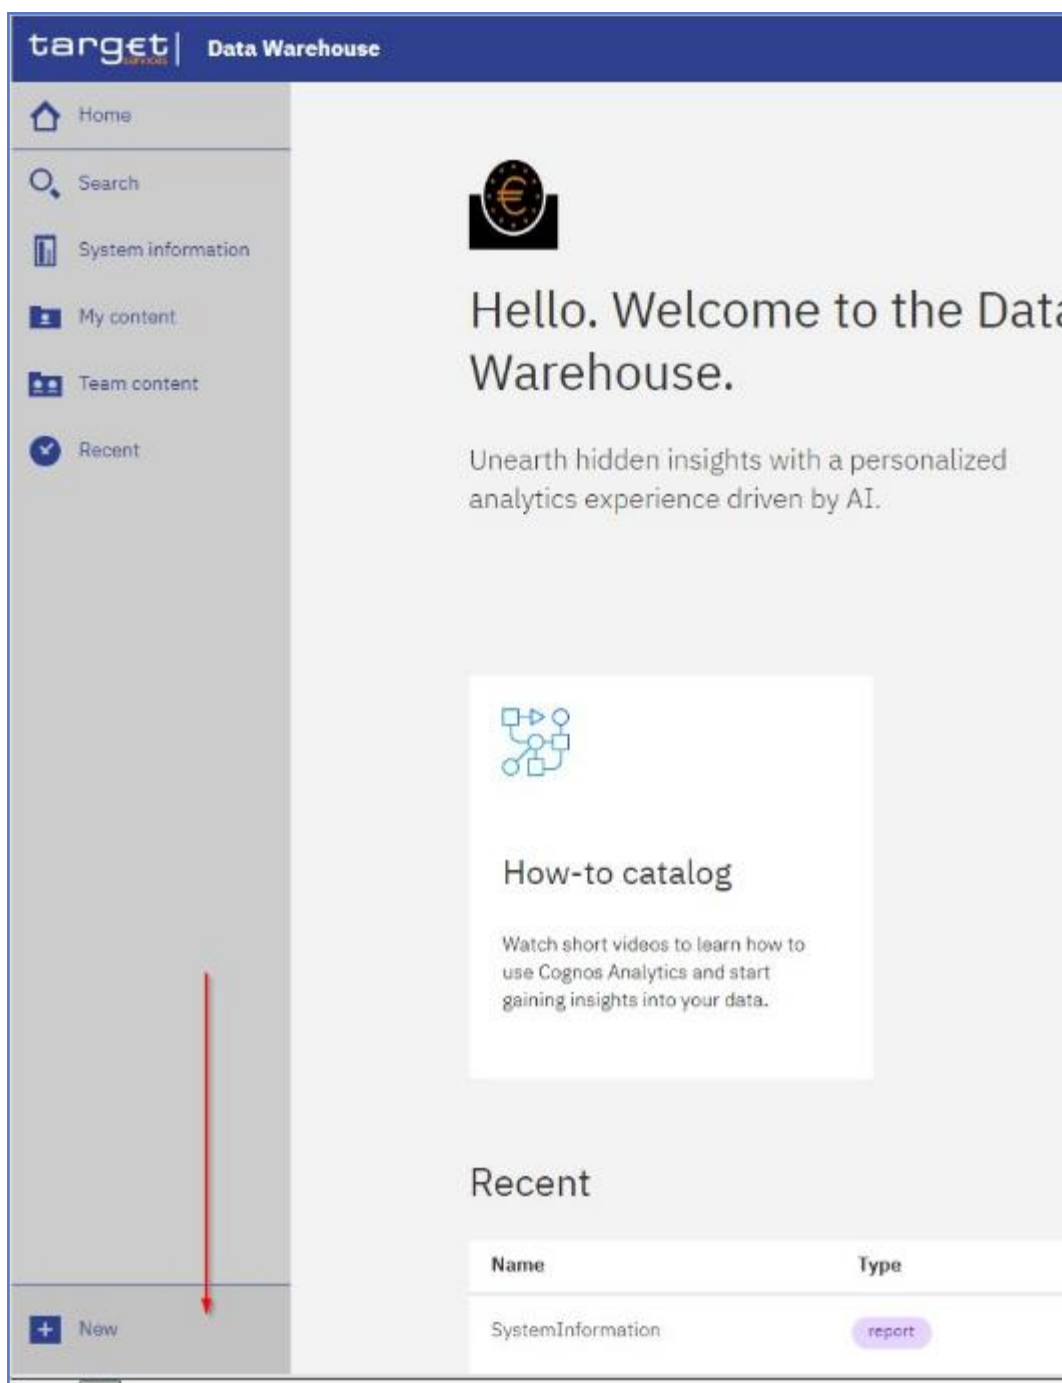 target services | Data Warehouse
Home
Search
System information
My content
Team content
Recent
New
€
Hello. Welcome to the Data
Warehouse.
Unearth hidden insights with a personalized
analytics experience driven by AI.
How-to catalog
Watch short videos to learn how to
use Cognos Analytics and start
gaining insights into your data.
Recent
Name Type
SystemInformation report